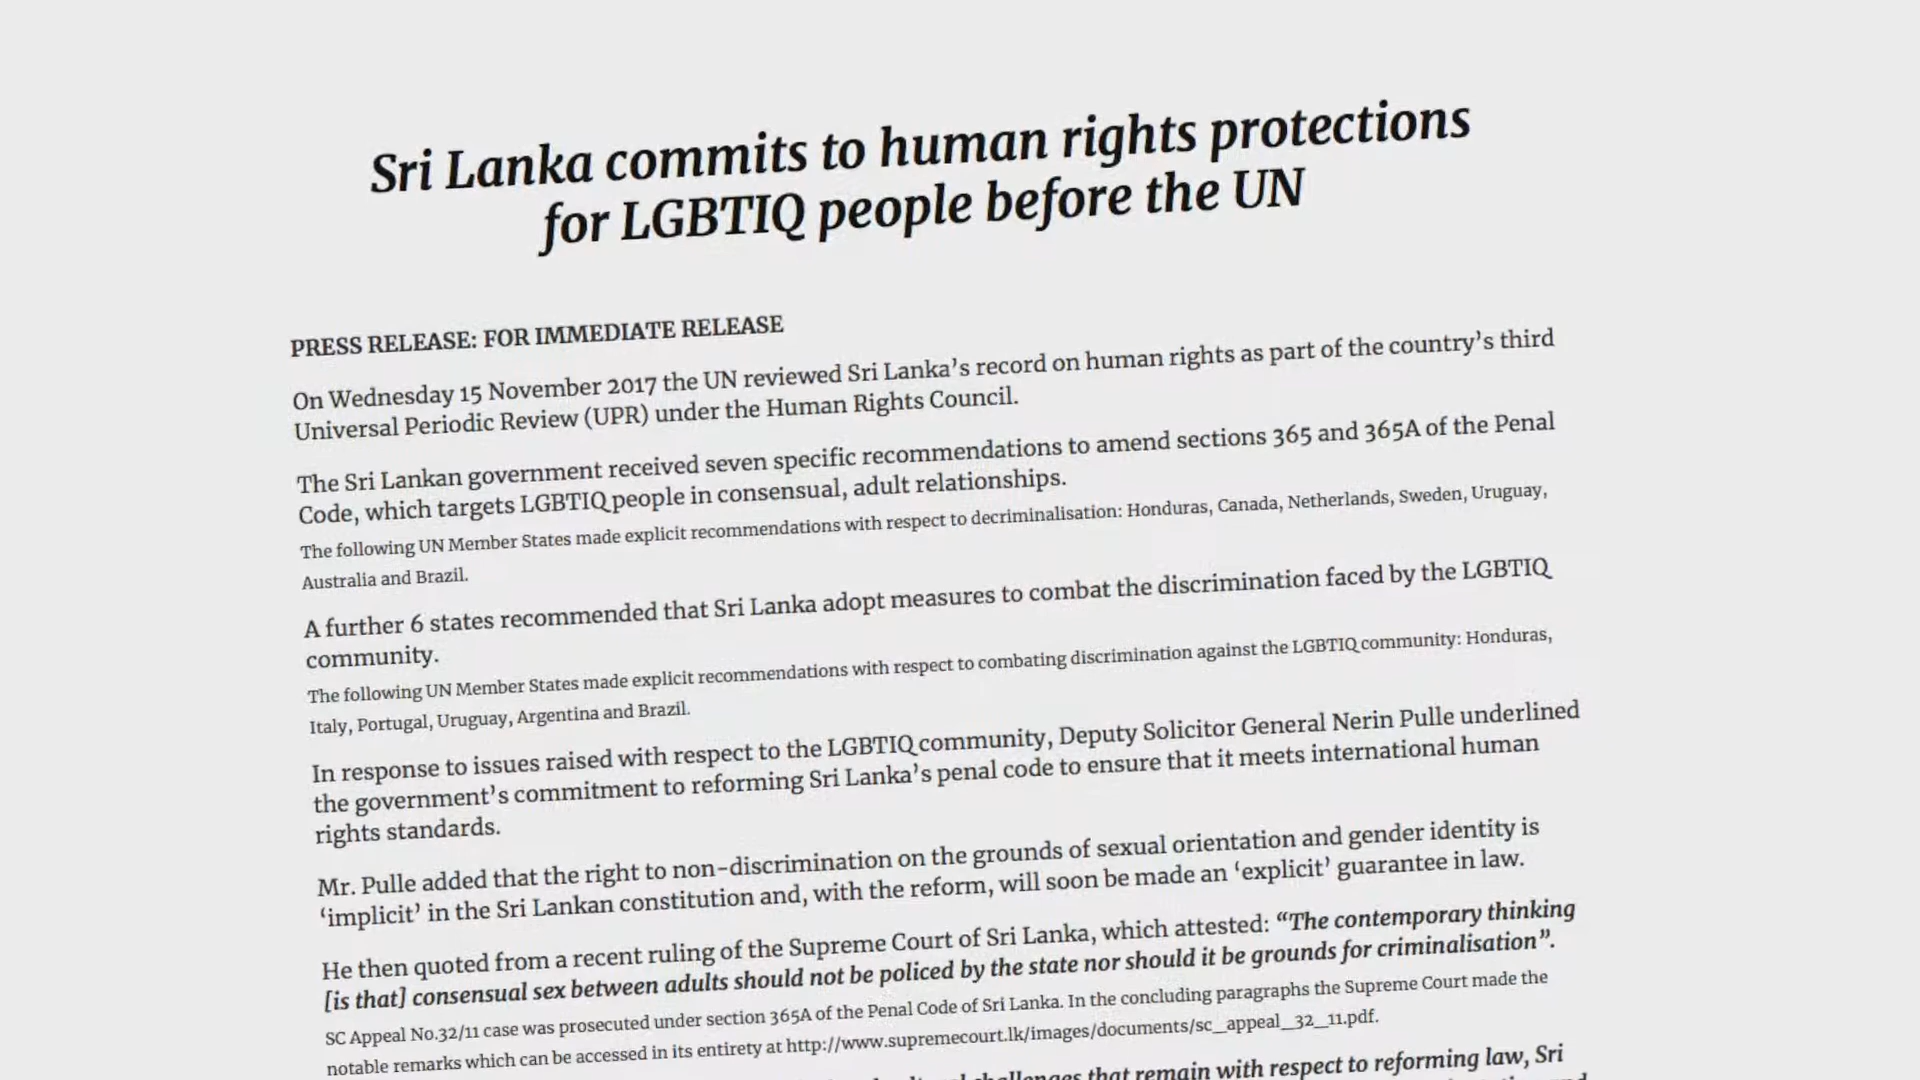 Sri Lanka commits to human rights protections
for LGBTIQ people before the UN
PRESS RELEASE: FOR IMMEDIATE RELEASE
On Wednesday 15 November 2017 the UN reviewed Sri Lanka’s record on human rights as part of the country’s third
Universal Periodic Review (UPR) under the Human Rights Council.
The Sri Lankan government received seven specific recommendations to amend sections 365 and 365A of the Penal
Code, which targets LGBTIQ people in consensual, adult relationships.
The following UN Member States made explicit recommendations with respect to decriminalisation: Honduras, Canada, Netherlands, Sweden, Uruguay,
Australia and Brazil.
A further 6 states recommended that Sri Lanka adopt measures to combat the discrimination faced by the LGBTIQ
community.
The following UN Member States made explicit recommendations with respect to combating discrimination against the LGBTIQ community: Honduras,
Italy, Portugal, Uruguay, Argentina and Brazil.
In response to issues raised with respect to the LGBTIQ community, Deputy Solicitor General Nerin Pulle underlined
the government’s commitment to reforming Sri Lanka’s penal code to ensure that it meets international human
rights standards.
Mr. Pulle added that the right to non-discrimination on the grounds of sexual orientation and gender identity is
‘implicit’ in the Sri Lankan constitution and, with the reform, will soon be made an ‘explicit’ guarantee in law.
He then quoted from a recent ruling of the Supreme Court of Sri Lanka, which attested: “The contemporary thinking
[is that] consensual sex between adults should not be policed by the state nor should it be grounds for criminalisation”.
SC Appeal No.32/11 case was prosecuted under section 365A of the Penal Code of Sri Lanka. In the concluding paragraphs the Supreme Court made the
notable remarks which can be accessed in its entirety at http://www.supremecourt.lk/images/documents/sc_appeal_32_11.pdf.
challenges that remain with respect to reforming law, Sri